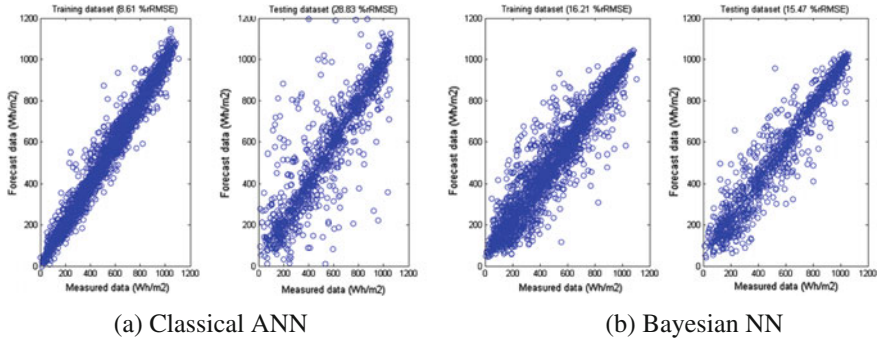 Training dataset (8.61 %rRMSE)
1200
1000
800
600
400
200
0
Forecast data (Wh/m2)
0 200 400 600 800 1000 1200
Measured data (Wh/m2)
Testing dataset (28.83 %rRMSE)
1200
1000
800
600
400
200
0
Forecast data (Wh/m2)
0 200 400 600 800 1000 1200
Measured data (Wh/m2)
(a) Classical ANN
Training dataset (16.21 %rRMSE)
1200
1000
800
600
400
200
0
Forecast data (Wh/m2)
0 200 400 600 800 1000 1200
Measured data (Wh/m2)
Testing dataset (15.47 %rRMSE)
1200
1000
800
600
400
200
0
Forecast data (Wh/m2)
0 200 400 600 800 1000 1200
Measured data (Wh/m2)
(b) Bayesian NN